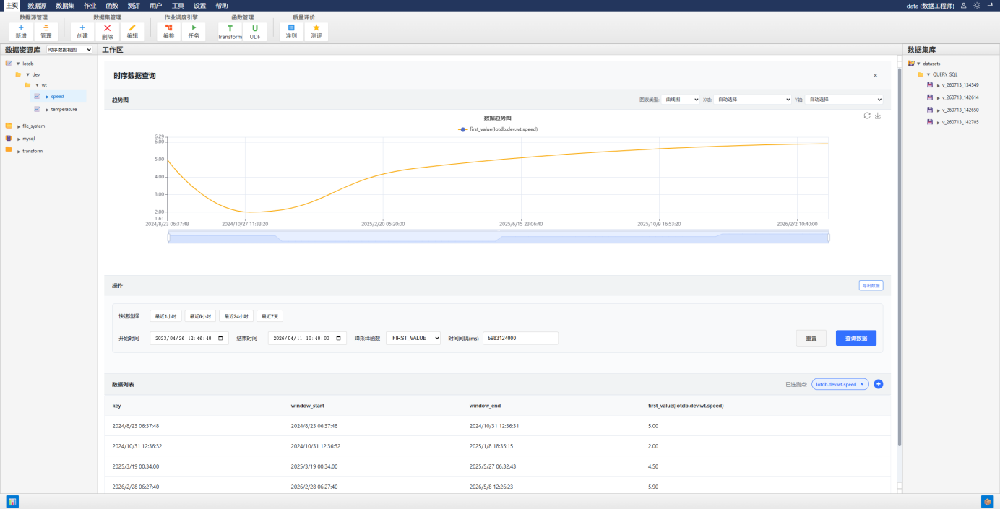 主页 数据源 数据集 作业 函数 测评 用户 工具 设置 帮助 data (数据工程师)
数据源管理 数据集管理 作业调度引擎 函数管理 质量评价
新增 管理 创建 删除 编辑 编排 任务 Transform UDF 准则 测评
数据资源库 时序数据视图 工作区 数据集库
iotdb
dev
wt
speed
temperature
file_system
mysql
transform
时序数据查询
趋势图 图表类型: 曲线图 X轴: 自动选择 Y轴: 自动选择
数据趋势图
first_value(iotdb.dev.wt.speed)
6.29
6.00
5.00
4.00
3.00
2.00
1.61
2024/8/23 06:37:48 2024/10/27 11:33:20 2025/2/20 05:20:00 2025/6/15 23:06:40 2025/10/9 16:53:20 2026/2/2 10:40:00
操作 导出数据
快速选择 最近1小时 最近6小时 最近24小时 最近7天
开始时间 2023/04/26 12:46:40 结束时间 2026/04/11 10:40:00 降采样函数 FIRST_VALUE 时间间隔(ms) 5983124000 重置 查询数据
数据列表 已选测点: iotdb.dev.wt.speed ×
key window_start window_end first_value(iotdb.dev.wt.speed)
2024/8/23 06:37:48 2024/8/23 06:37:48 2024/10/31 12:36:31 5.00
2024/10/31 12:36:32 2024/10/31 12:36:32 2025/1/8 18:35:15 2.00
2025/3/19 00:34:00 2025/3/19 00:34:00 2025/5/27 06:32:43 4.50
2026/2/28 06:27:40 2026/2/28 06:27:40 2026/5/8 12:26:23 5.90
datasets
QUERY_SQL
v_260713_134549
v_260713_142614
v_260713_142650
v_260713_142705